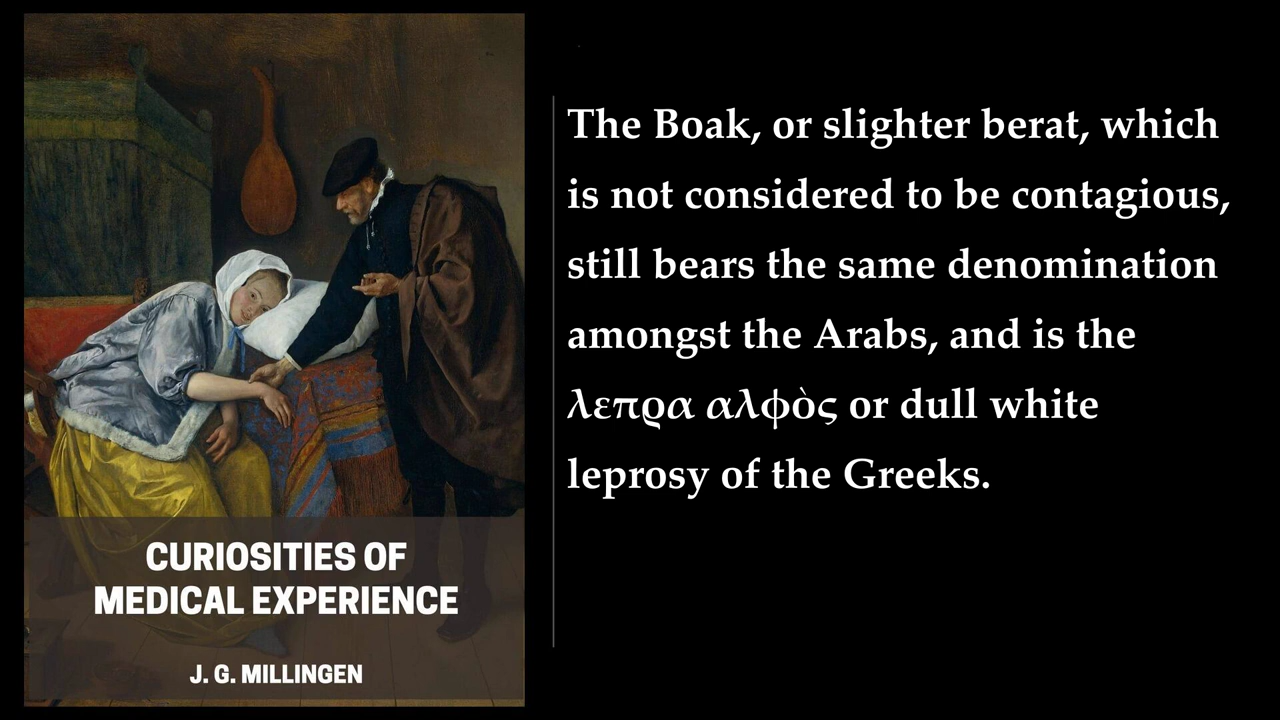 CURIOSITIES OF
MEDICAL EXPERIENCE
J. G. MILLINGEN
The Boak, or slighter berat, which
is not considered to be contagious,
still bears the same denomination
amongst the Arabs, and is the
λεπρα αλφὸς or dull white
leprosy of the Greeks.